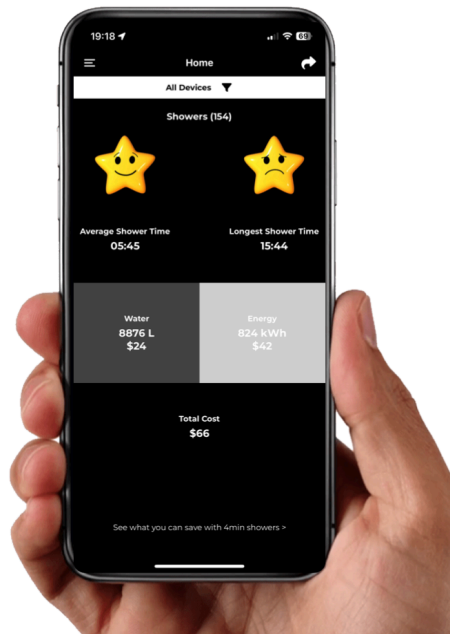 19:18
69
Home
All Devices
Showers (154)
Average Shower Time
05:45
Longest Shower Time
15:44
Water
8876 L
$24
Energy
824 kWh
$42
Total Cost
$66
See what you can save with 4min showers >